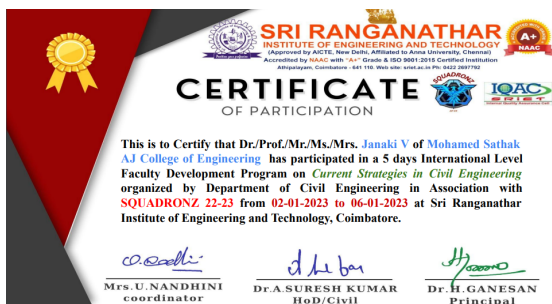 SRI RANGANATHAR
INSTITUTE OF ENGINEERING AND TECHNOLOGY
(Approved by AICTE, New Delhi, Affiliated to Anna University, Chennai)
Accredited by NAAC with "A+" Grade & ISO 9001:2015 Certified Institution
Athipalayam, Coimbatore - 641 110. Web site: sriet.ac.in Ph: 0422 2697792
A+
NAAC
CERTIFICATE
OF PARTICIPATION
SQUADRONZ
IQAC
SRIET
Internal Quality Assurance Cell
This is to Certify that Dr./Prof./Mr./Ms./Mrs. Janaki V of Mohamed Sathak
AJ College of Engineering has participated in a 5 days International Level
Faculty Development Program on Current Strategies in Civil Engineering
organized by Department of Civil Engineering in Association with
SQUADRONZ 22-23 from 02-01-2023 to 06-01-2023 at Sri Ranganathar
Institute of Engineering and Technology, Coimbatore.
Mrs.U.NANDHINI
coordinator
Dr.A.SURESH KUMAR
HoD/Civil
Dr.H.GANESAN
Principal